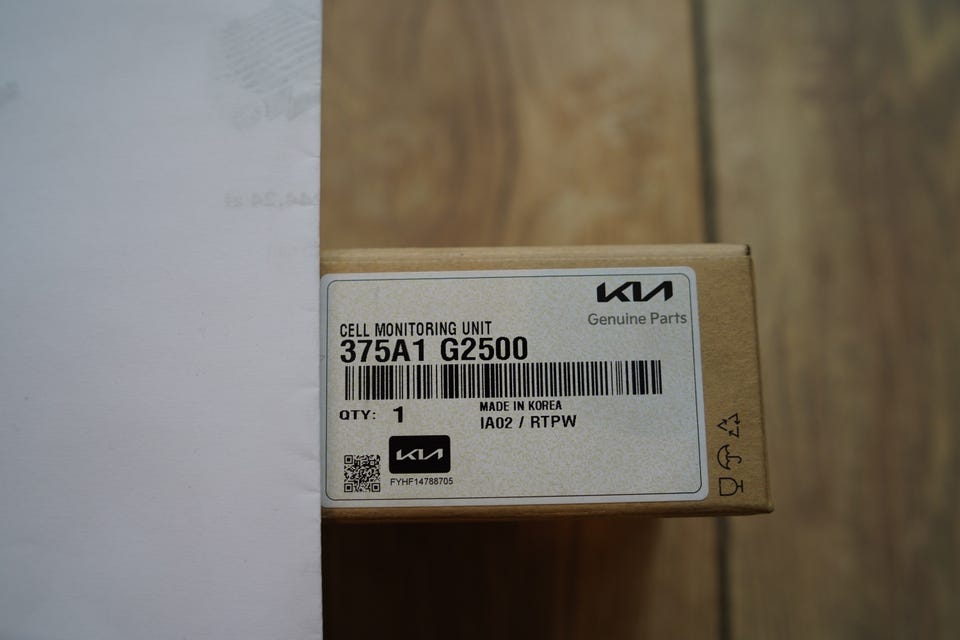 KIA
Genuine Parts
CELL MONITORING UNIT
375A1 G2500
QTY: 1
MADE IN KOREA
IA02 / RTPW
KIA
FYHF14788705